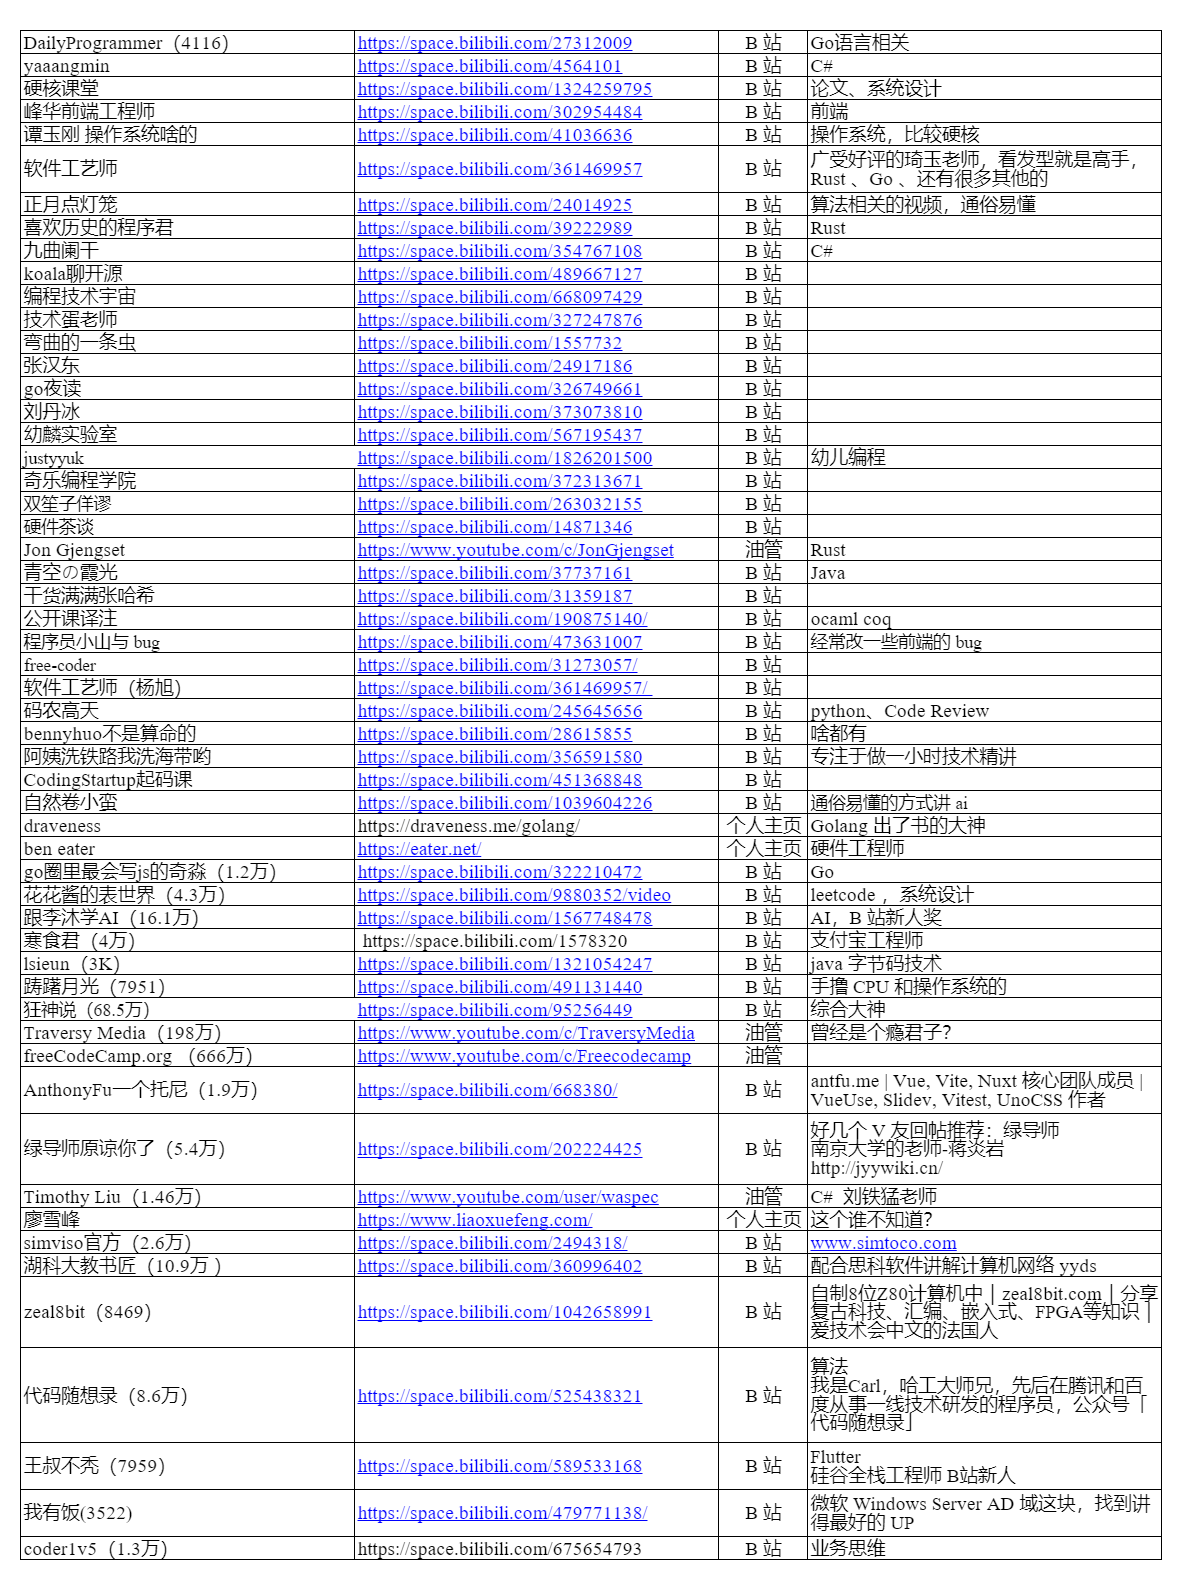 DailyProgrammer（4116） https://space.bilibili.com/27312009 B 站 Go语言相关
yaaangmin https://space.bilibili.com/4564101 B 站 C#
硬核课堂 https://space.bilibili.com/1324259795 B 站 论文、系统设计
峰华前端工程师 https://space.bilibili.com/302954484 B 站 前端
谭玉刚 操作系统啥的 https://space.bilibili.com/41036636 B 站 操作系统，比较硬核
软件工艺师 https://space.bilibili.com/361469957 B 站 广受好评的琦玉老师，看发型就是高手，
Rust 、Go 、还有很多其他的
正月点灯笼 https://space.bilibili.com/24014925 B 站 算法相关的视频，通俗易懂
喜欢历史的程序君 https://space.bilibili.com/39222989 B 站 Rust
九曲阑干 https://space.bilibili.com/354767108 B 站 C#
koala聊开源 https://space.bilibili.com/489667127 B 站
编程技术宇宙 https://space.bilibili.com/668097429 B 站
技术蛋老师 https://space.bilibili.com/327247876 B 站
弯曲的一条虫 https://space.bilibili.com/1557732 B 站
张汉东 https://space.bilibili.com/24917186 B 站
go夜读 https://space.bilibili.com/326749661 B 站
刘丹冰 https://space.bilibili.com/373073810 B 站
幼麟实验室 https://space.bilibili.com/567195437 B 站
justyyuk https://space.bilibili.com/1826201500 B 站 幼儿编程
奇乐编程学院 https://space.bilibili.com/372313671 B 站
双笙子佯谬 https://space.bilibili.com/263032155 B 站
硬件茶谈 https://space.bilibili.com/14871346 B 站
Jon Gjengset https://www.youtube.com/c/JonGjengset 油管 Rust
青空の霞光 https://space.bilibili.com/37737161 B 站 Java
干货满满张哈希 https://space.bilibili.com/31359187 B 站
公开课译注 https://space.bilibili.com/190875140/ B 站 ocaml coq
程序员小山与 bug https://space.bilibili.com/473631007 B 站 经常改一些前端的 bug
free-coder https://space.bilibili.com/31273057/ B 站
软件工艺师（杨旭） https://space.bilibili.com/361469957/ B 站
码农高天 https://space.bilibili.com/245645656 B 站 python、Code Review
bennyhuo不是算命的 https://space.bilibili.com/28615855 B 站 啥都有
阿姨洗铁路我洗海带哟 https://space.bilibili.com/356591580 B 站 专注于做一小时技术精讲
CodingStartup起码课 https://space.bilibili.com/451368848 B 站
自然卷小蛮 https://space.bilibili.com/1039604226 B 站 通俗易懂的方式讲 ai
draveness https://draveness.me/golang/ 个人主页 Golang 出了书的大神
ben eater https://eater.net/ 个人主页 硬件工程师
go圈里最会写js的奇淼（1.2万） https://space.bilibili.com/322210472 B 站 Go
花花酱的表世界（4.3万） https://space.bilibili.com/9880352/video B 站 leetcode ，系统设计
跟李沐学AI（16.1万） https://space.bilibili.com/1567748478 B 站 AI，B 站新人奖
寒食君（4万） https://space.bilibili.com/1578320 B 站 支付宝工程师
lsieun（3K） https://space.bilibili.com/1321054247 B 站 java 字节码技术
踌躇月光（7951） https://space.bilibili.com/491131440 B 站 手撸 CPU 和操作系统的
狂神说（68.5万） https://space.bilibili.com/95256449 B 站 综合大神
Traversy Media（198万） https://www.youtube.com/c/TraversyMedia 油管 曾经是个瘾君子？
freeCodeCamp.org （666万） https://www.youtube.com/c/Freecodecamp 油管
AnthonyFu一个托尼（1.9万） https://space.bilibili.com/668380/ B 站 antfu.me | Vue, Vite, Nuxt 核心团队成员 |
VueUse, Slidev, Vitest, UnoCSS 作者
绿导师原谅你了（5.4万） https://space.bilibili.com/202224425 B 站 好几个 V 友回帖推荐：绿导师
南京大学的老师-蒋炎岩
http://jyywiki.cn/
Timothy Liu（1.46万） https://www.youtube.com/user/waspec 油管 C# 刘铁猛老师
廖雪峰 https://www.liaoxuefeng.com/ 个人主页 这个谁不知道？
simviso官方（2.6万） https://space.bilibili.com/2494318/ B 站 www.simtoco.com
湖科大教书匠（10.9万 ） https://space.bilibili.com/360996402 B 站 配合思科软件讲解计算机网络 yyds
zeal8bit（8469） https://space.bilibili.com/1042658991 B 站 自制8位Z80计算机中｜zeal8bit.com｜分享
复古科技、汇编、嵌入式、FPGA等知识｜
爱技术会中文的法国人
代码随想录（8.6万） https://space.bilibili.com/525438321 B 站 算法
我是Carl，哈工大师兄，先后在腾讯和百
度从事一线技术研发的程序员，公众号「
代码随想录」
王叔不秃（7959） https://space.bilibili.com/589533168 B 站 Flutter
硅谷全栈工程师 B站新人
我有饭(3522) https://space.bilibili.com/479771138/ B 站 微软 Windows Server AD 域这块，找到讲
得最好的 UP
coder1v5（1.3万） https://space.bilibili.com/675654793 B 站 业务思维